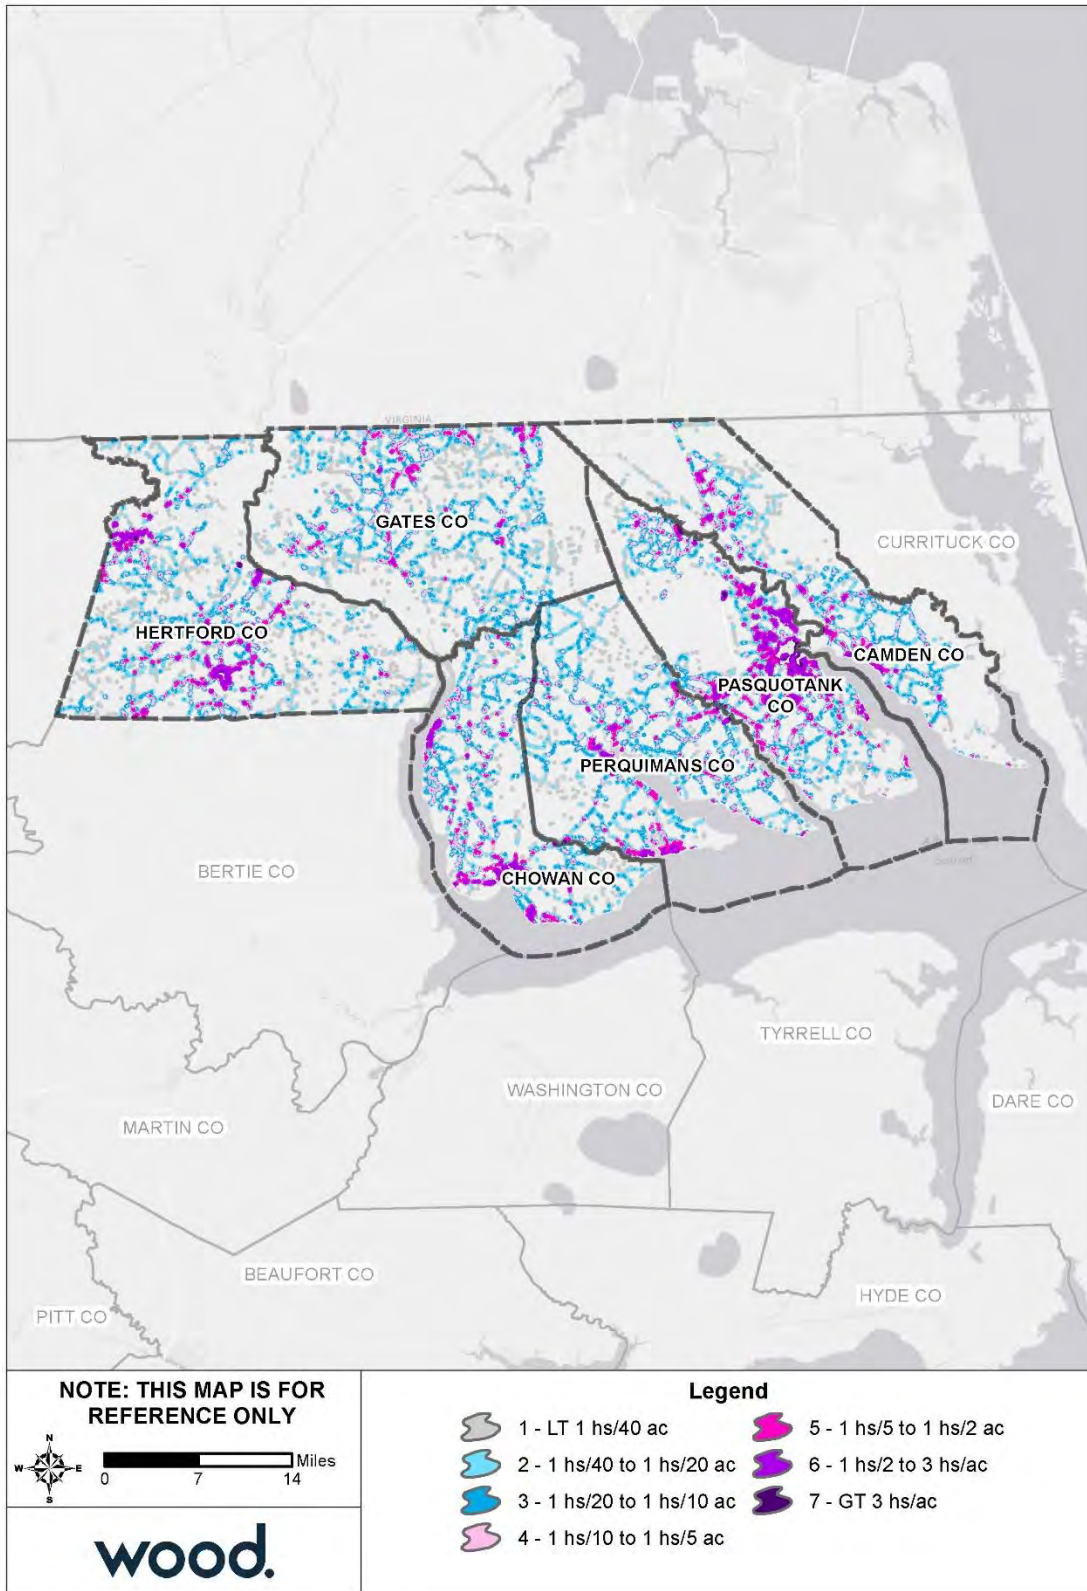 VIRGINIA
GATES CO
CURRITUCK CO
HERTFORD CO
CAMDEN CO
PASQUOTANK
CO
PERQUIMANS CO
BERTIE CO
CHOWAN CO
TYRRELL CO
WASHINGTON CO
DARE CO
MARTIN CO
BEAUFORT CO
HYDE CO
PITT CO
NOTE: THIS MAP IS FOR
REFERENCE ONLY
N
W E
S
Miles
0 7 14
wood.
Legend
1 - LT 1 hs/40 ac
2 - 1 hs/40 to 1 hs/20 ac
3 - 1 hs/20 to 1 hs/10 ac
4 - 1 hs/10 to 1 hs/5 ac
5 - 1 hs/5 to 1 hs/2 ac
6 - 1 hs/2 to 3 hs/ac
7 - GT 3 hs/ac